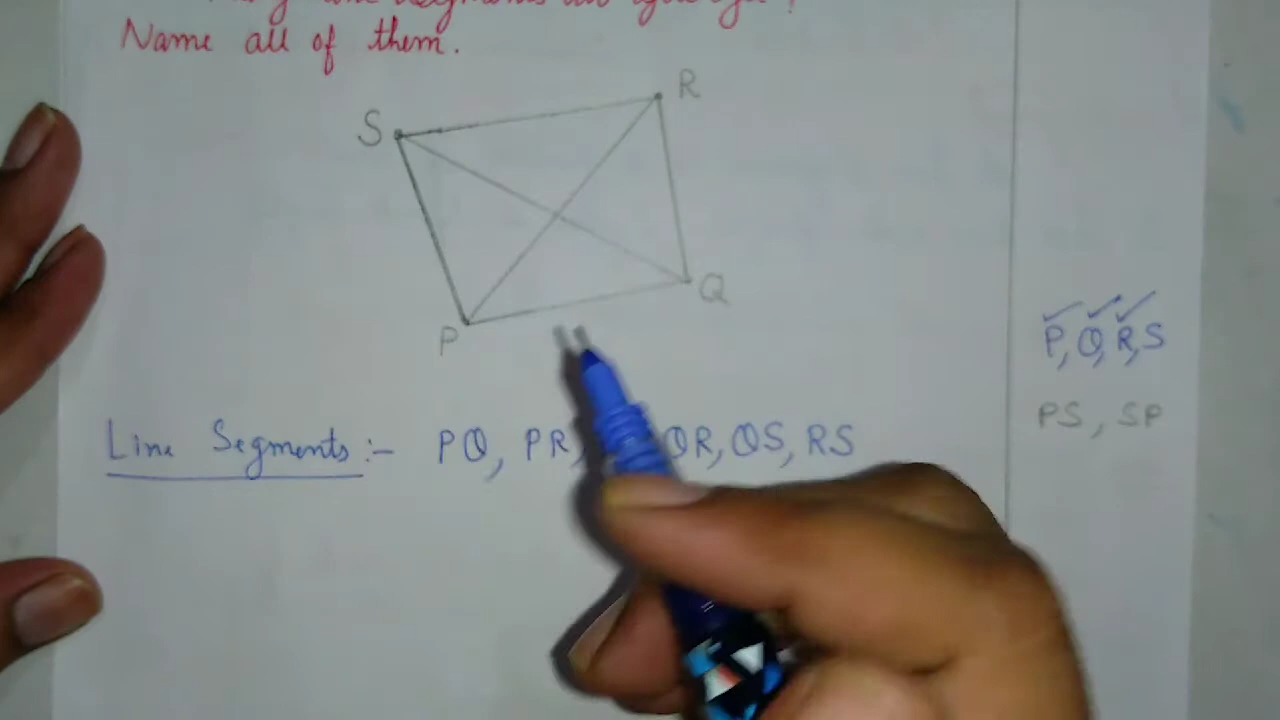 Name all of them.
S
R
Q
P
P, Q, R, S
PS, SP
Line Segments :- PQ, PR, QR, QS, RS